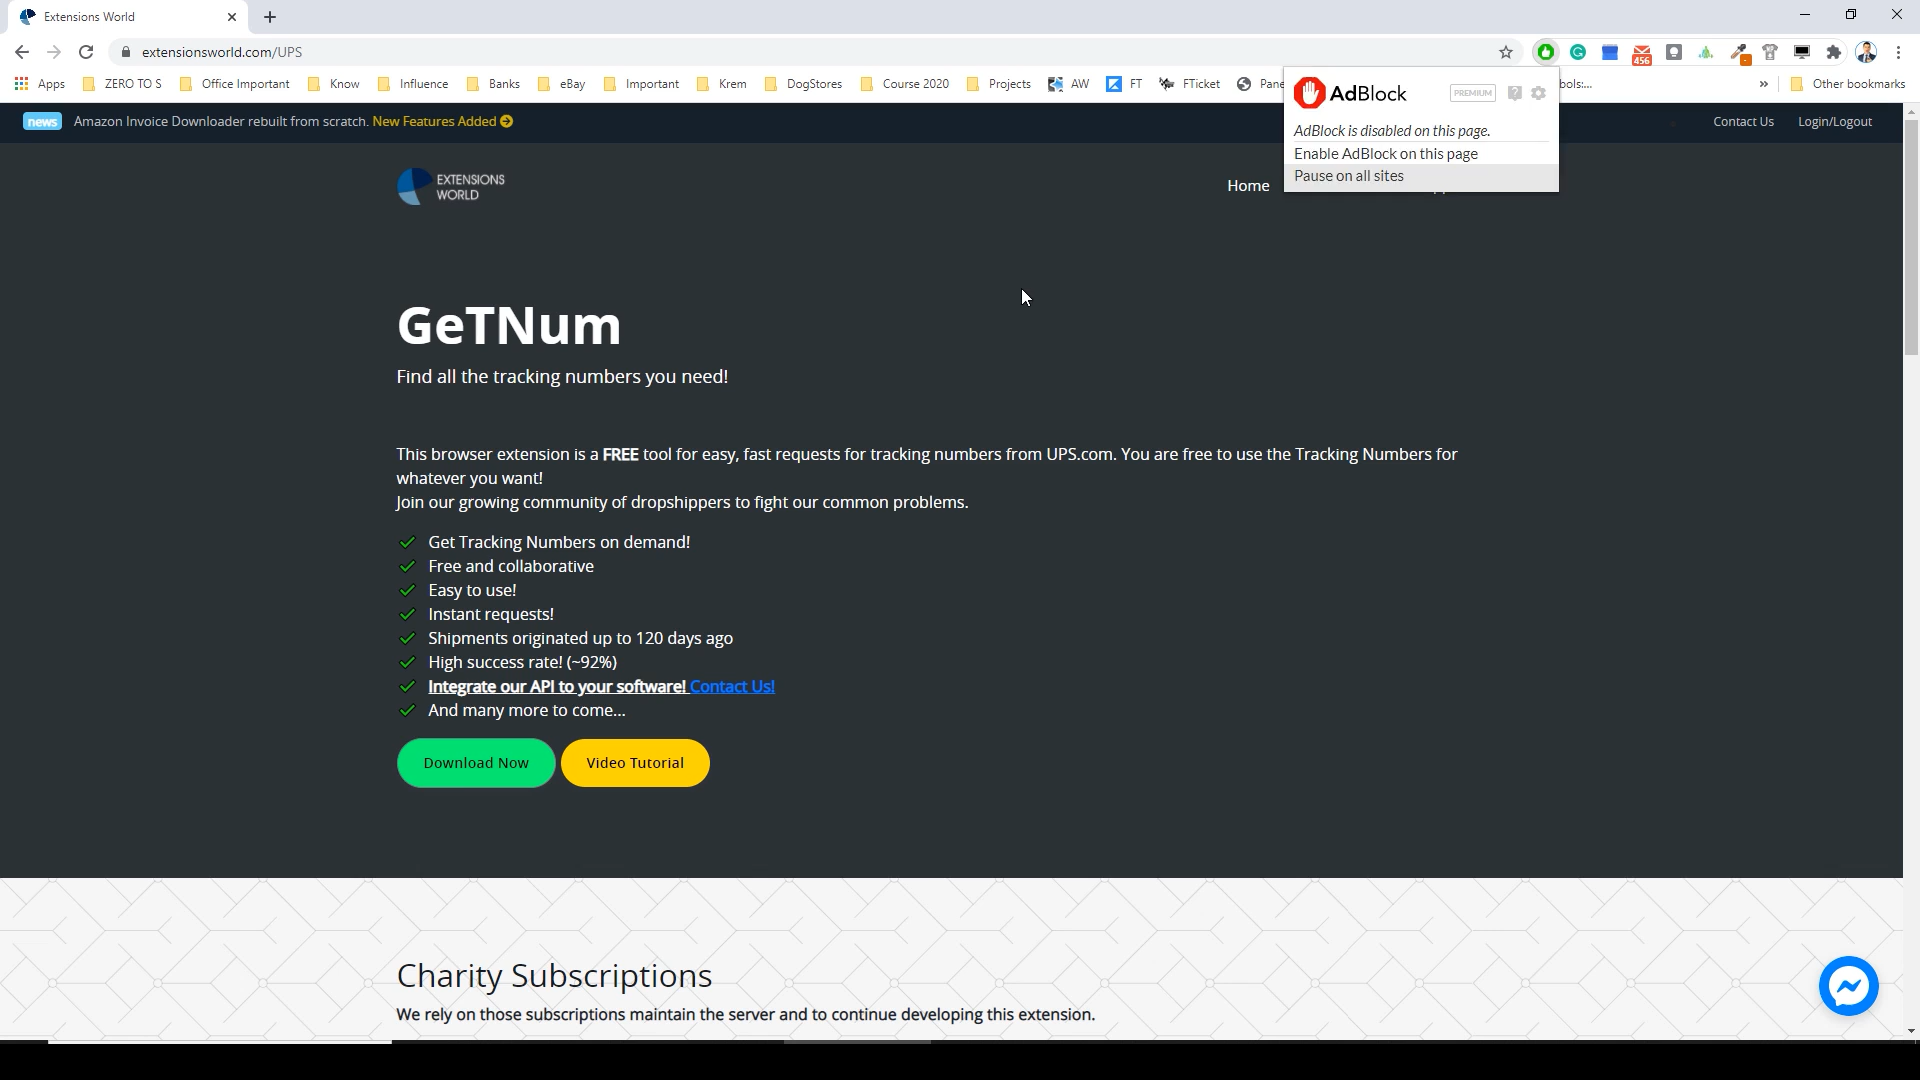 Extensions World
extensionsworld.com/UPS
456
Apps
ZERO TO S
Office Important
Know
Influence
Banks
eBay
Important
Krem
DogStores
Course 2020
Projects
AW
FT
FTicket
Pane
bols:...
»
Other bookmarks
AdBlock
PREMIUM
AdBlock is disabled on this page.
Enable AdBlock on this page
Pause on all sites
news Amazon Invoice Downloader rebuilt from scratch. New Features Added
Contact Us
Login/Logout
EXTENSIONS
WORLD
Home
GeTNum
Find all the tracking numbers you need!
This browser extension is a FREE tool for easy, fast requests for tracking numbers from UPS.com. You are free to use the Tracking Numbers for
whatever you want!
Join our growing community of dropshippers to fight our common problems.
Get Tracking Numbers on demand!
Free and collaborative
Easy to use!
Instant requests!
Shipments originated up to 120 days ago
High success rate! (~92%)
Integrate our API to your software! Contact Us!
And many more to come...
Download Now
Video Tutorial
Charity Subscriptions
We rely on those subscriptions maintain the server and to continue developing this extension.